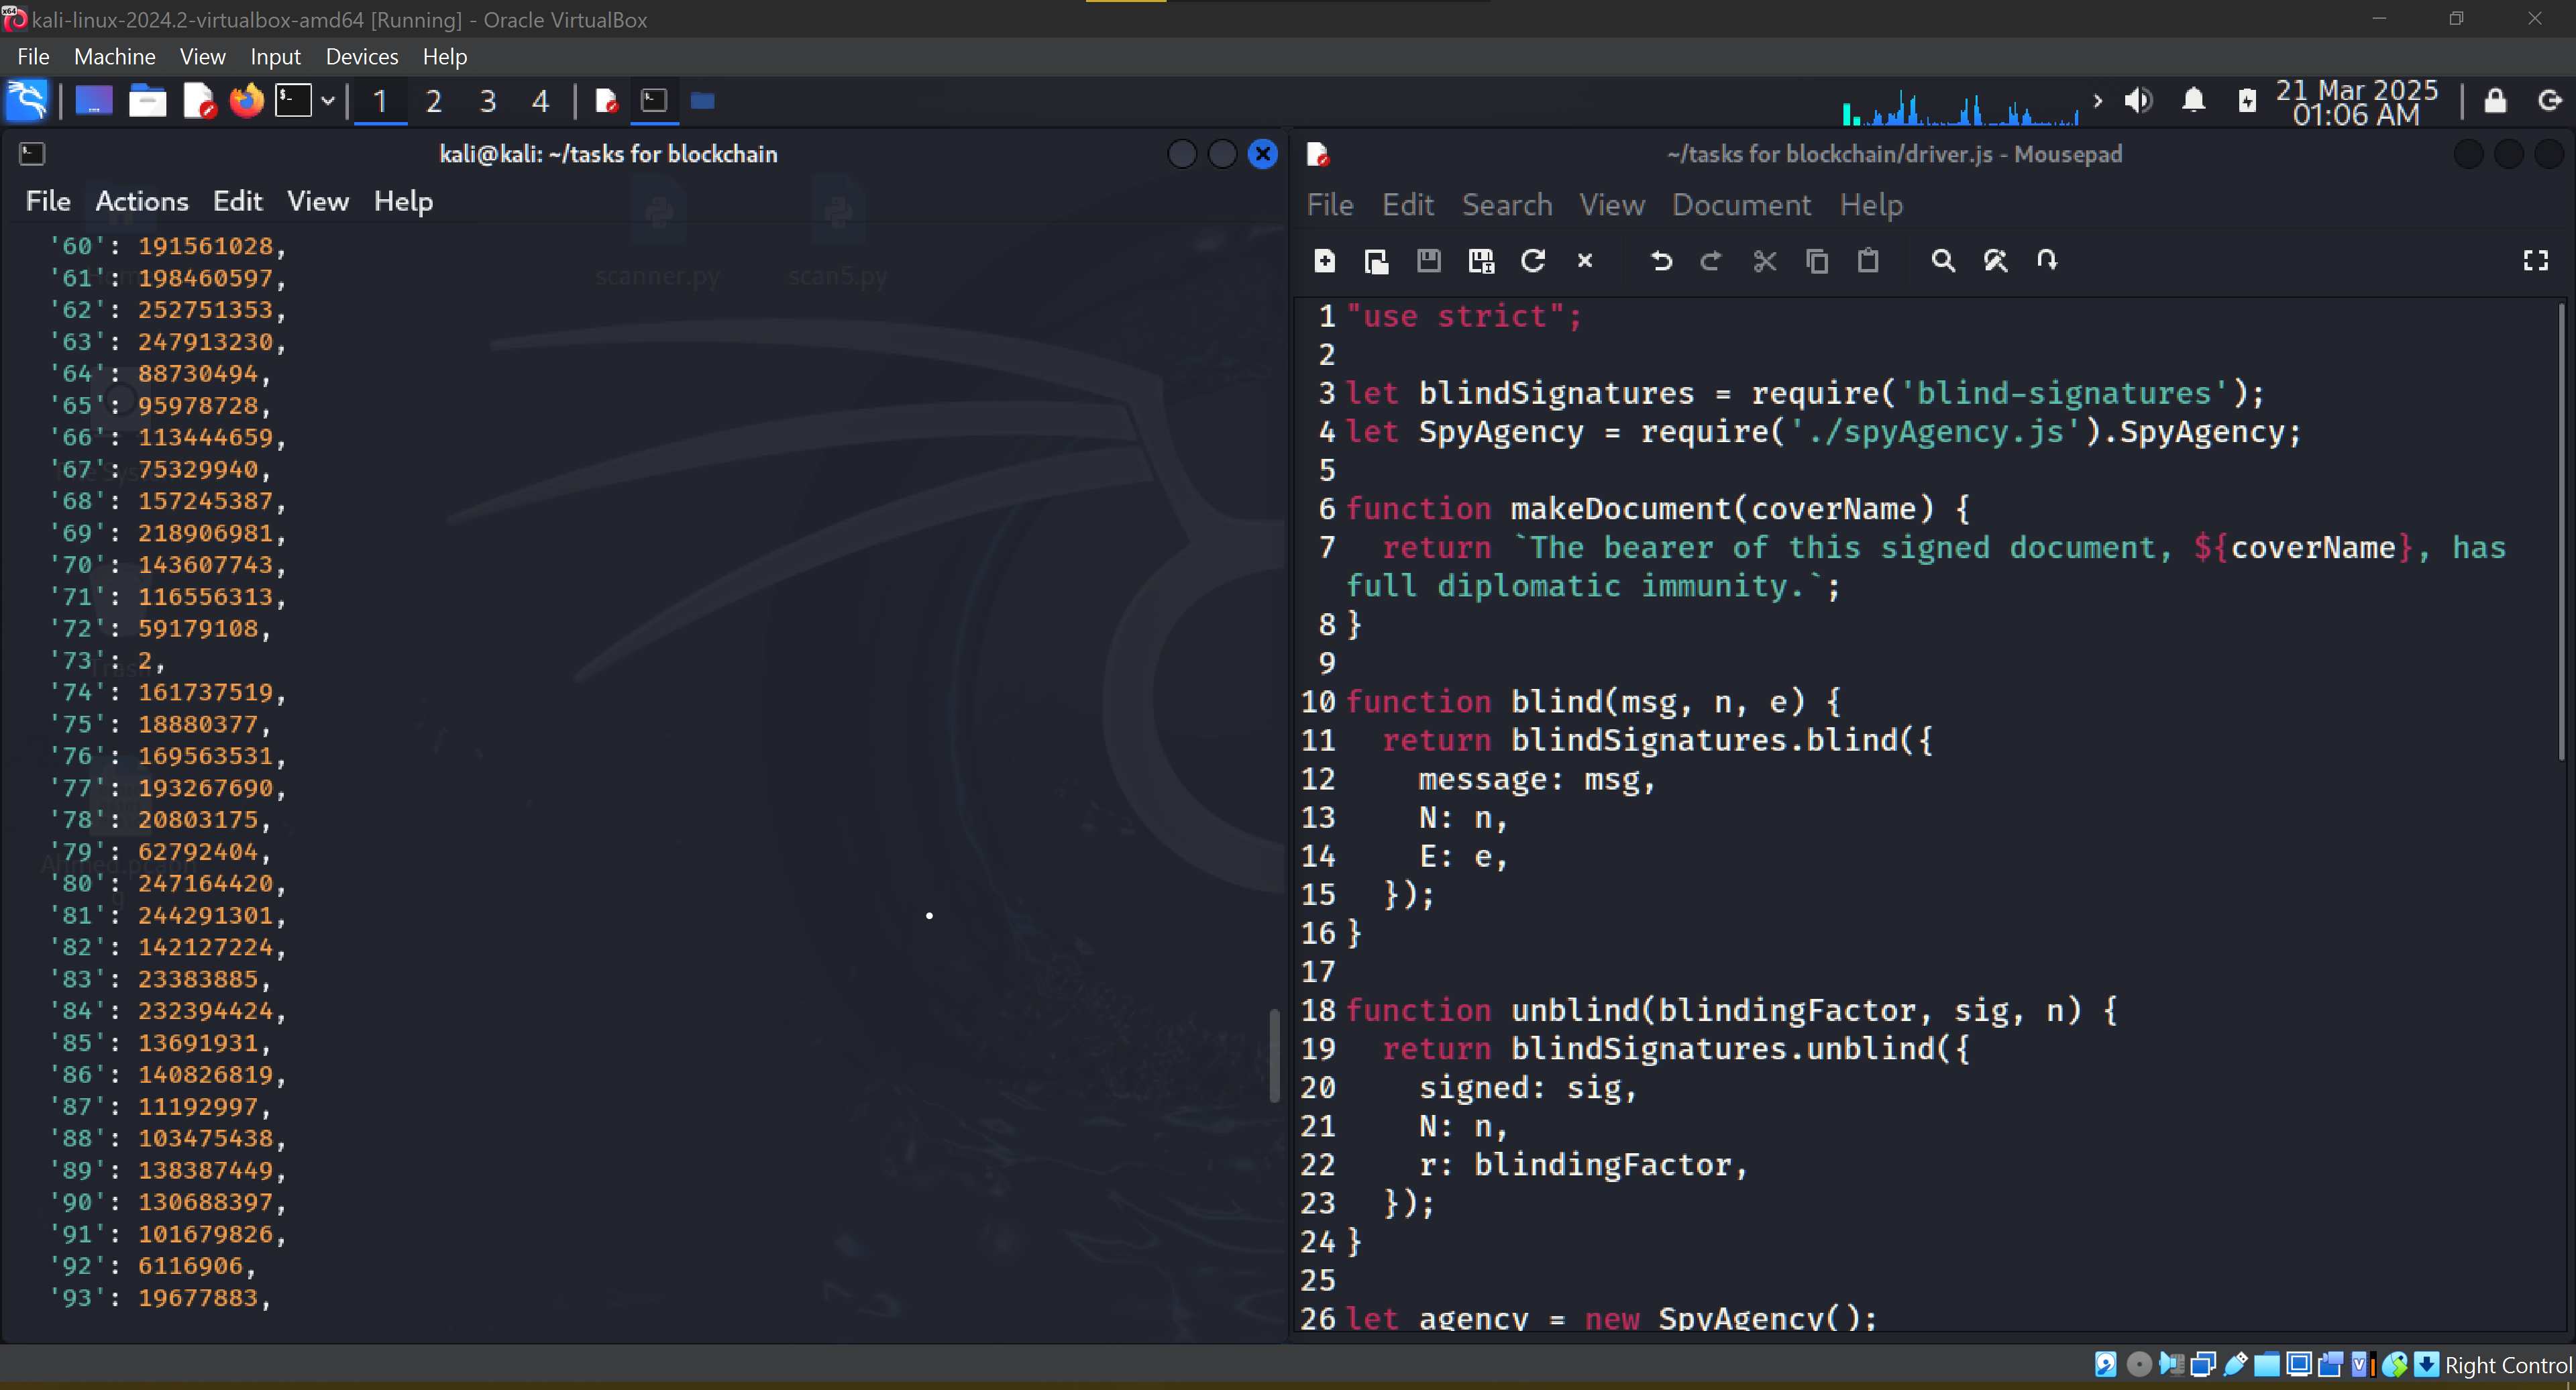 kali-linux-2024.2-virtualbox-amd64 [Running] - Oracle VirtualBox
File Machine View Input Devices Help
1 2 3 4
21 Mar 2025
01:06 AM
kali@kali: ~/tasks for blockchain
File Actions Edit View Help
scanner.py scan5.py
'60': 191561028,
'61': 198460597,
'62': 252751353,
'63': 247913230,
'64': 88730494,
'65': 95978728,
'66': 113444659,
'67': 75329940,
'68': 157245387,
'69': 218906981,
'70': 143607743,
'71': 116556313,
'72': 59179108,
'73': 2,
'74': 161737519,
'75': 18880377,
'76': 169563531,
'77': 193267690,
'78': 20803175,
'79': 62792404,
'80': 247164420,
'81': 244291301,
'82': 142127224,
'83': 23383885,
'84': 232394424,
'85': 13691931,
'86': 140826819,
'87': 11192997,
'88': 103475438,
'89': 138387449,
'90': 130688397,
'91': 101679826,
'92': 6116906,
'93': 19677883,
~/tasks for blockchain/driver.js - Mousepad
File Edit Search View Document Help
1 "use strict";
2
3 let blindSignatures = require('blind-signatures');
4 let SpyAgency = require('./spyAgency.js').SpyAgency;
5
6 function makeDocument(coverName) {
7   return `The bearer of this signed document, ${coverName}, has
full diplomatic immunity.`;
8 }
9
10 function blind(msg, n, e) {
11   return blindSignatures.blind({
12     message: msg,
13     N: n,
14     E: e,
15   });
16 }
17
18 function unblind(blindingFactor, sig, n) {
19   return blindSignatures.unblind({
20     signed: sig,
21     N: n,
22     r: blindingFactor,
23   });
24 }
25
26 let agency = new SpyAgency();
Right Control